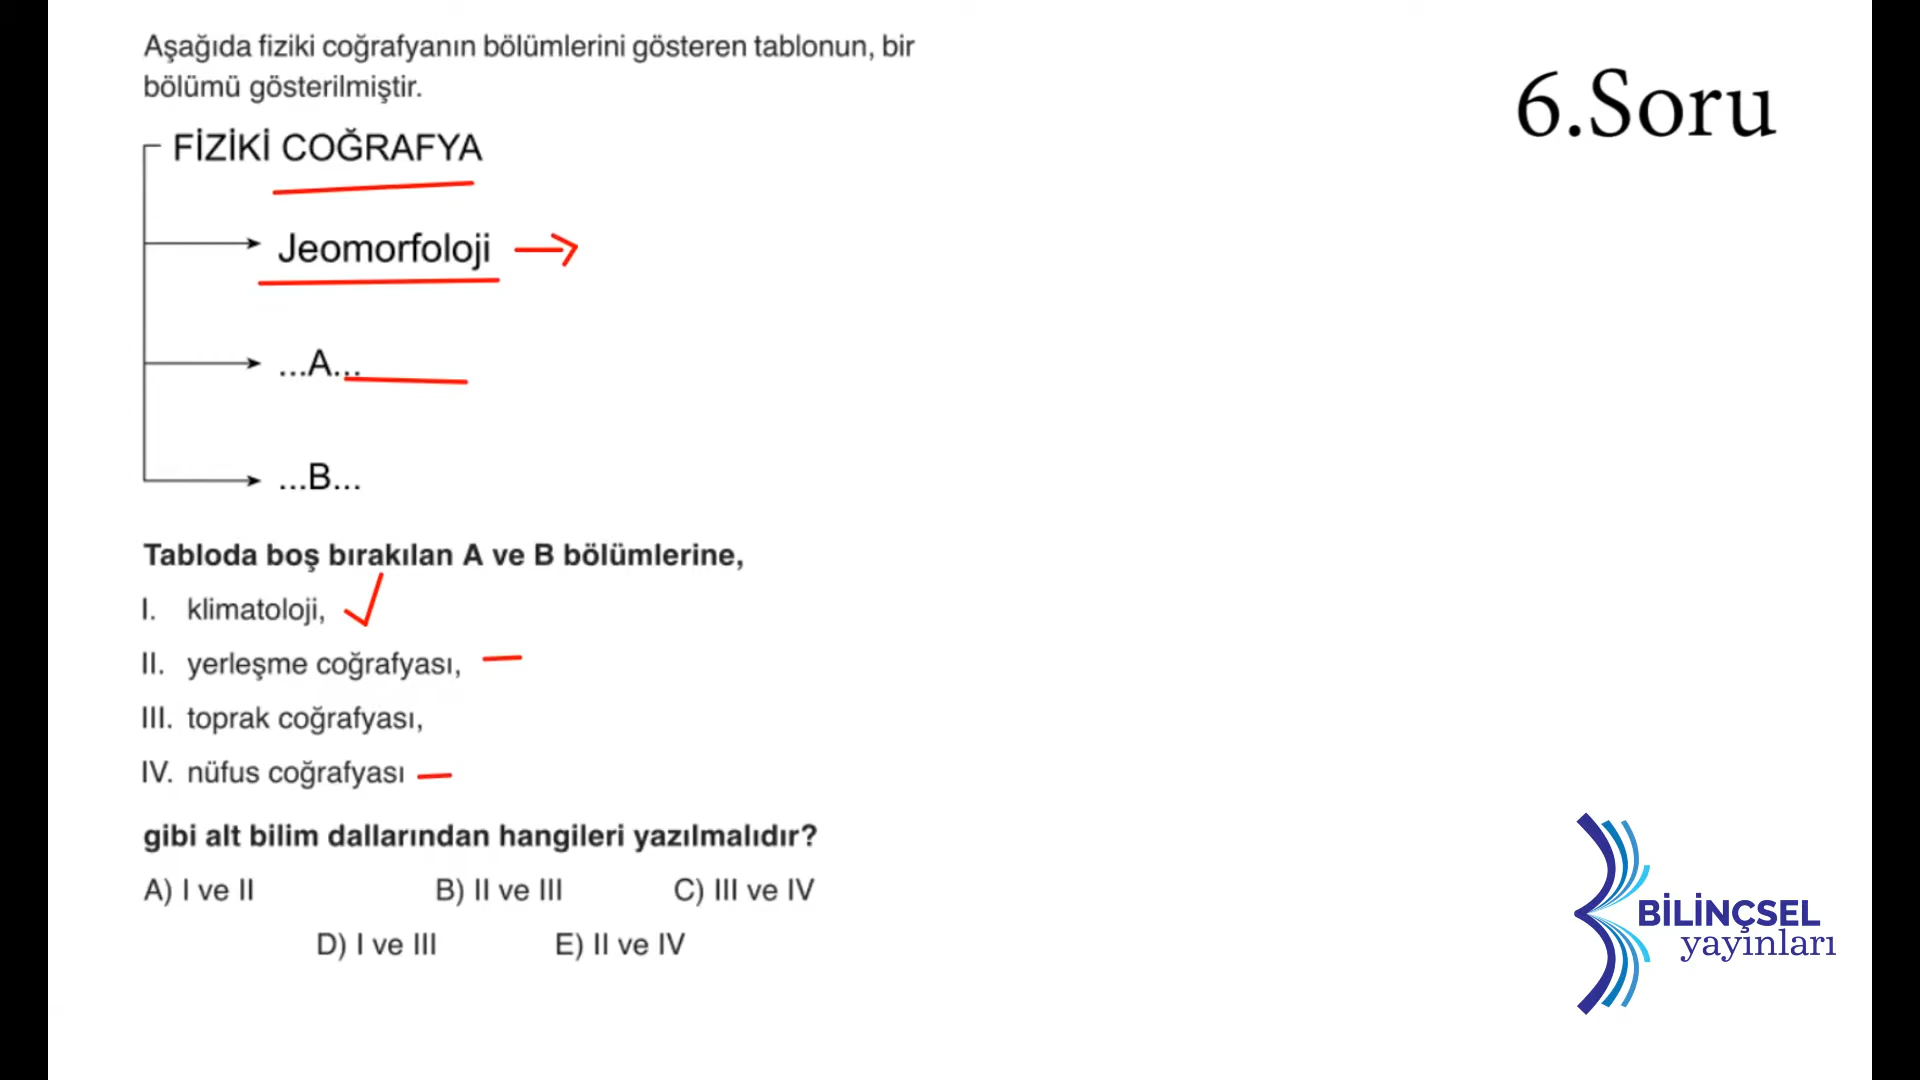 Aşağıda fiziki coğrafyanın bölümlerini gösteren tablonun, bir
bölümü gösterilmiştir.
6.Soru
FİZİKİ COĞRAFYA
Jeomorfoloji
...A...
...B...
Tabloda boş bırakılan A ve B bölümlerine,
I. klimatoloji,
II. yerleşme coğrafyası,
III. toprak coğrafyası,
IV. nüfus coğrafyası
gibi alt bilim dallarından hangileri yazılmalıdır?
A) I ve II B) II ve III C) III ve IV
D) I ve III E) II ve IV
BİLİNÇSEL
yayınları